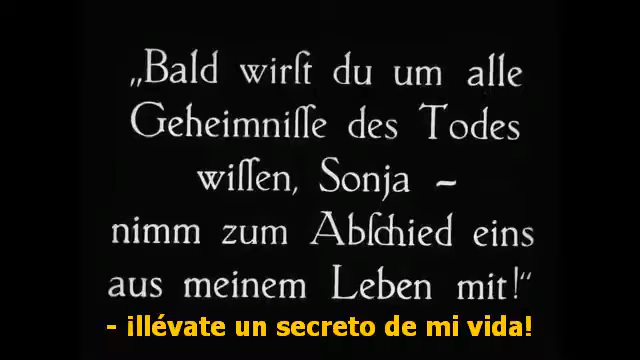 „Bald wirſt du um alle
Geheimniſſe des Todes
wiſſen, Sonja –
nimm zum Abſchied eins
aus meinem Leben mit!“
- ¡llévate un secreto de mi vida!